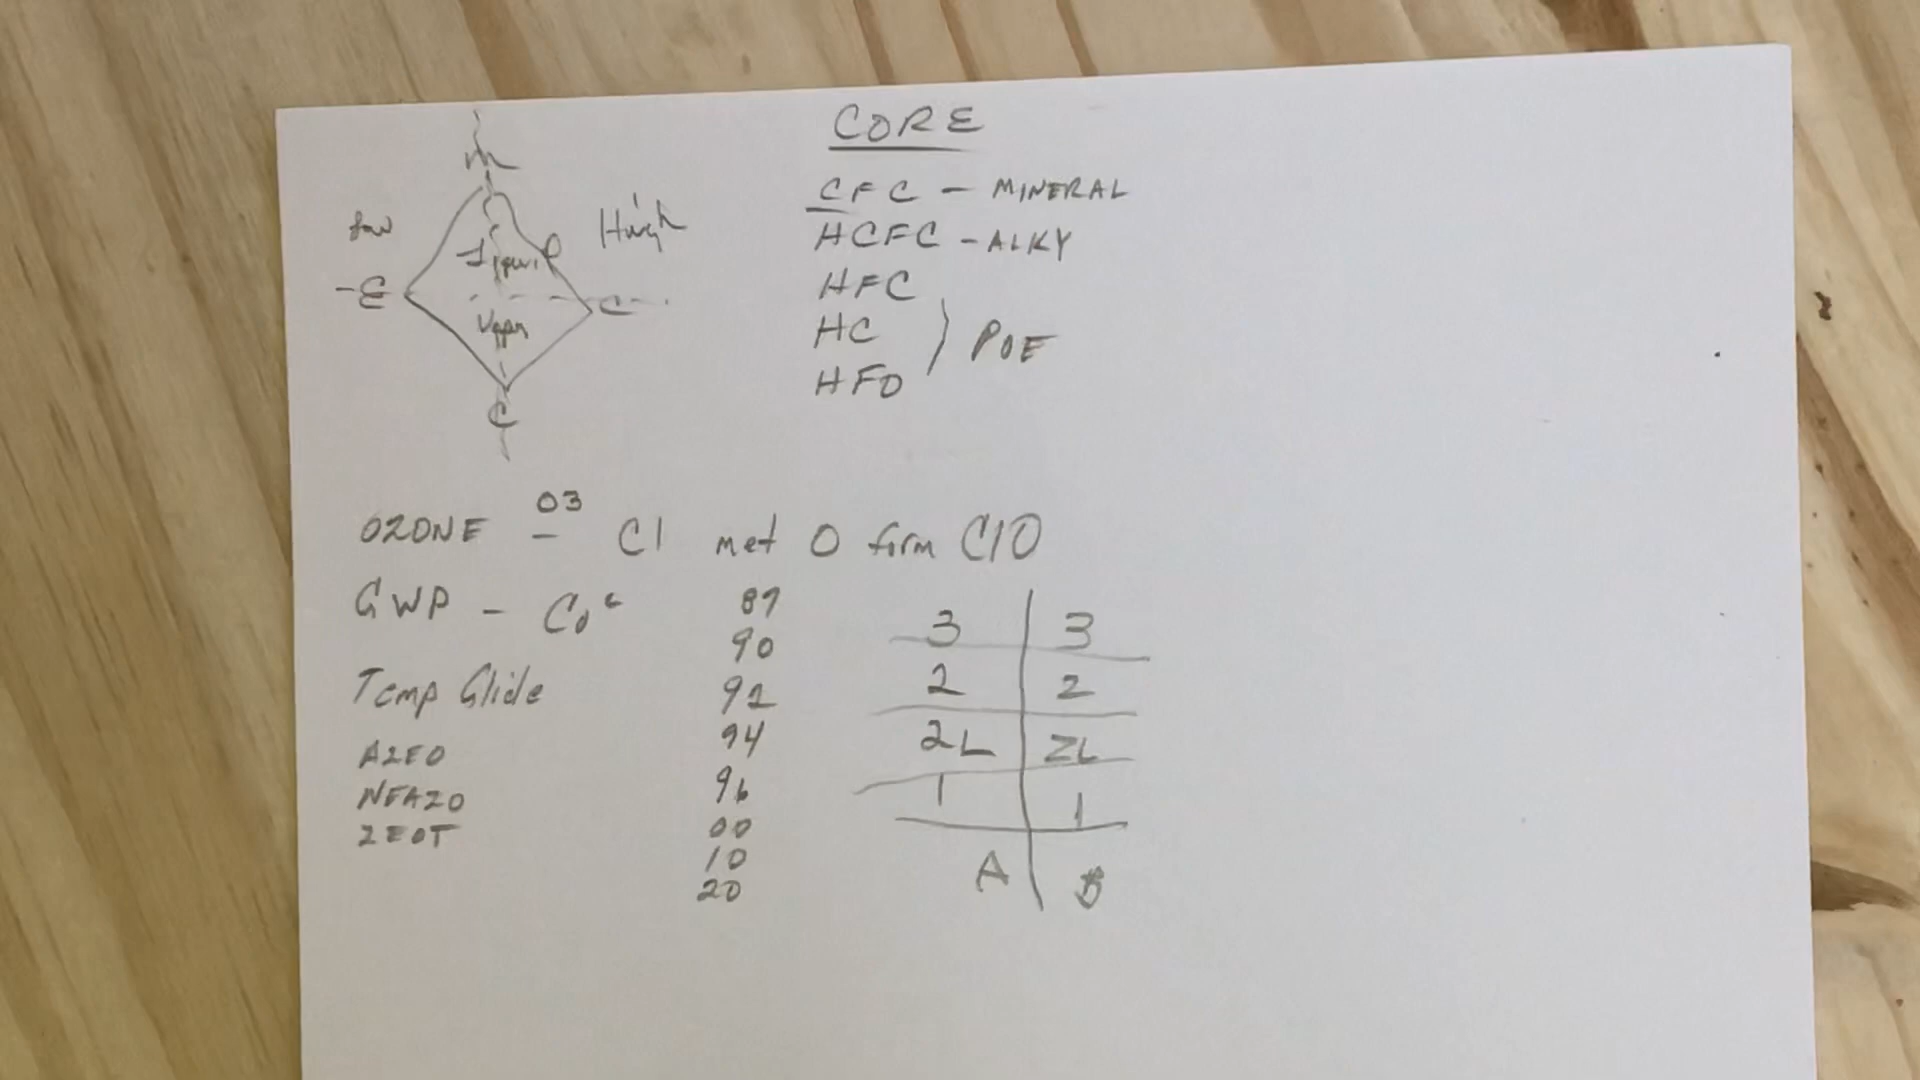 CORE
CFC - MINERAL
HCFC - ALKY
HFC
HC
HFO
POE
m
low
High
Liquid
-E
C
Vapor
C
OZONE - O3 Cl met O form ClO
GWP - Co
Temp Glide
AZEO
NEAZO
ZEOT
87
90
92
94
96
00
10
20
3 3
2 2
2L 2L
1 1
A B